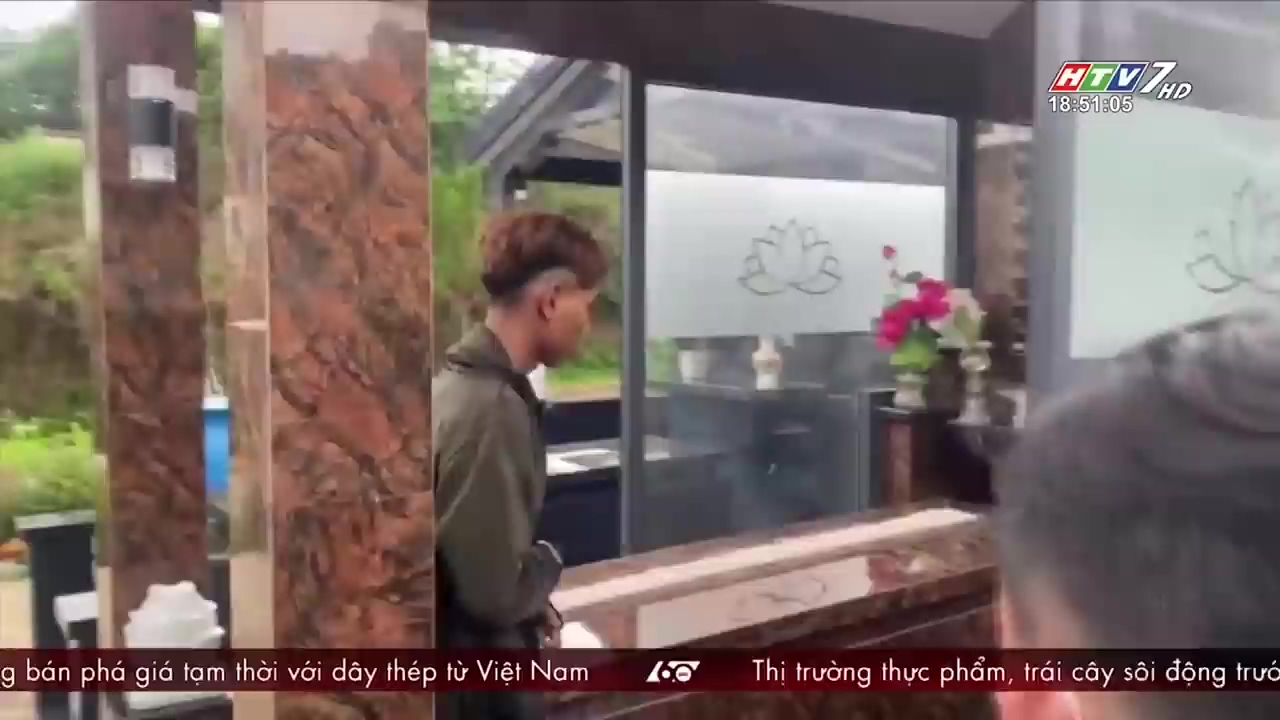 HTV7 HD
18:51:05
g bán phá giá tạm thời với dây thép từ Việt Nam 60 Thị trường thực phẩm, trái cây sôi động trướ